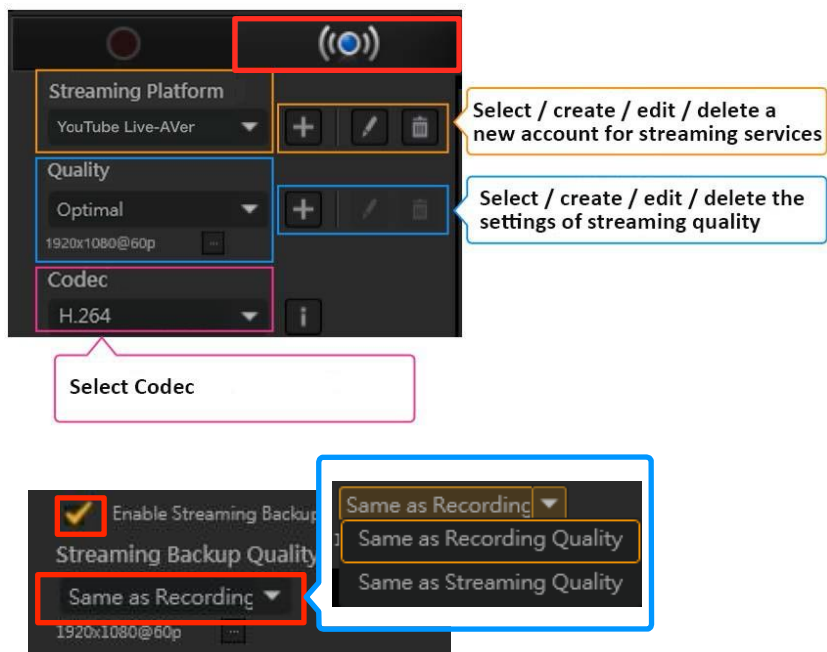 Streaming Platform
YouTube Live-AVer
Select / create / edit / delete a
new account for streaming services
Quality
Optimal
1920x1080@60p
Select / create / edit / delete the
settings of streaming quality
Codec
H.264
i
Select Codec
Enable Streaming Backup
Streaming Backup Quality
Same as Recording
1920x1080@60p
Same as Recording
Same as Recording Quality
Same as Streaming Quality